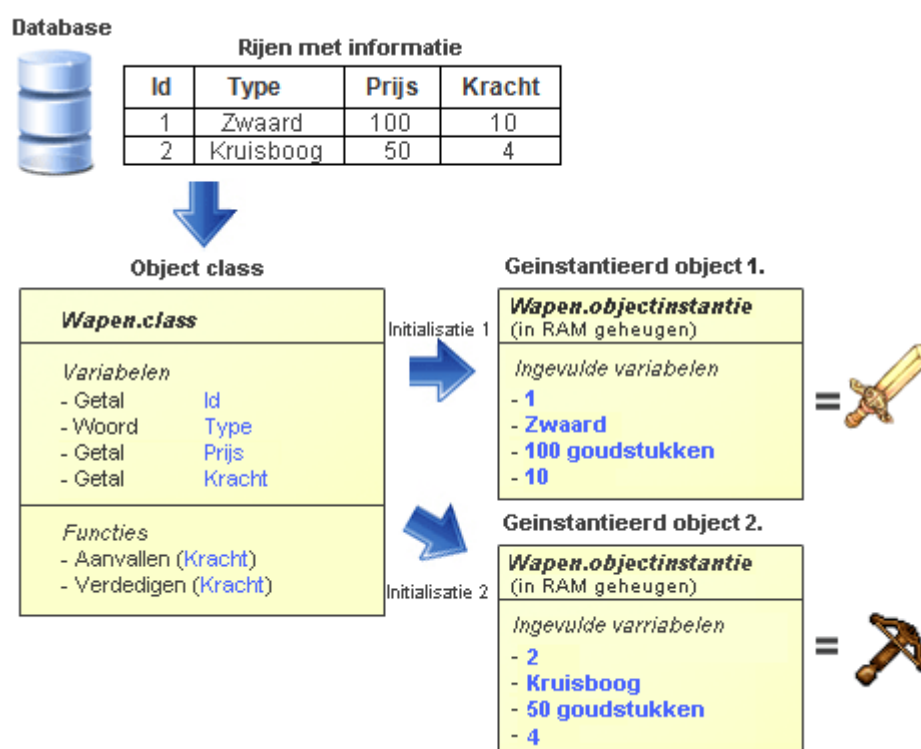 Database
Rijen met informatie
Id Type Prijs Kracht
1 Zwaard 100 10
2 Kruisboog 50 4
Object class
Wapen.class
Variabelen
- Getal Id
- Woord Type
- Getal Prijs
- Getal Kracht
Functies
- Aanvallen (Kracht)
- Verdedigen (Kracht)
Initialisatie 1
Geinstantieerd object 1.
Wapen.objectinstantie
(in RAM geheugen)
Ingevulde variabelen
- 1
- Zwaard
- 100 goudstukken
- 10
=
Initialisatie 2
Geinstantieerd object 2.
Wapen.objectinstantie
(in RAM geheugen)
Ingevulde varriabelen
- 2
- Kruisboog
- 50 goudstukken
- 4
=